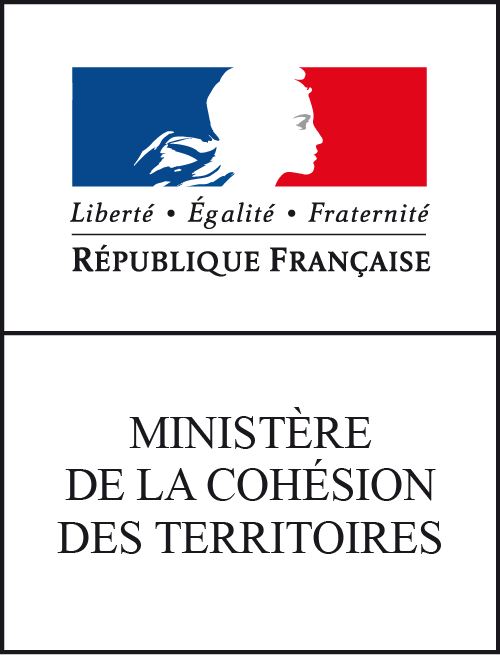 Liberté • Égalité • Fraternité
RÉPUBLIQUE FRANÇAISE
MINISTÈRE
DE LA COHÉSION
DES TERRITOIRES